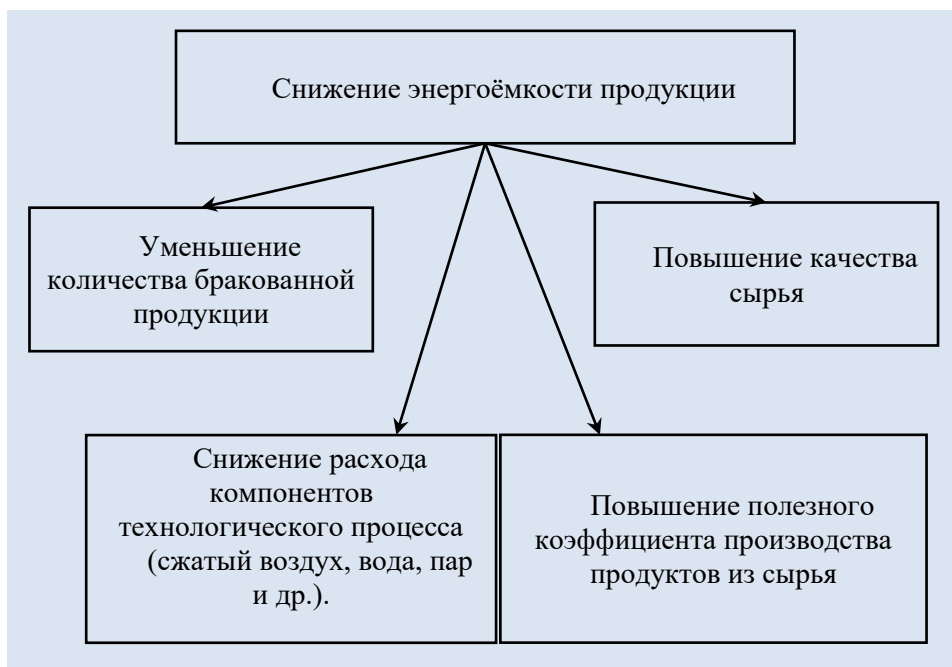 Снижение энергоёмкости продукции
Уменьшение
количества бракованной
продукции
Повышение качества
сырья
Снижение расхода
компонентов
технологического процесса
(сжатый воздух, вода, пар
и др.).
Повышение полезного
коэффициента производства
продуктов из сырья